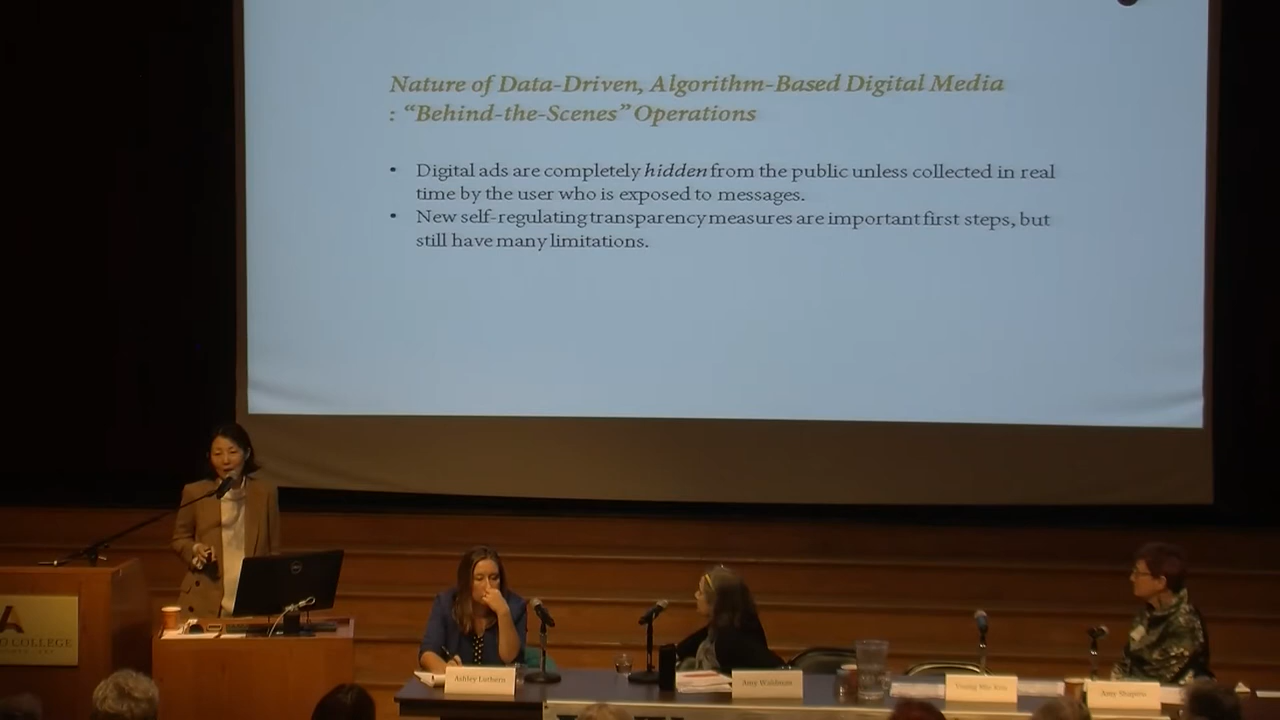 Nature of Data-Driven, Algorithm-Based Digital Media
: “Behind-the-Scenes” Operations
• Digital ads are completely hidden from the public unless collected in real
time by the user who is exposed to messages.
• New self-regulating transparency measures are important first steps, but
still have many limitations.
DELL
COLLEGE
Ashley Luthern
Amy Waldman
Young Mie Kim
Amy Shapiro